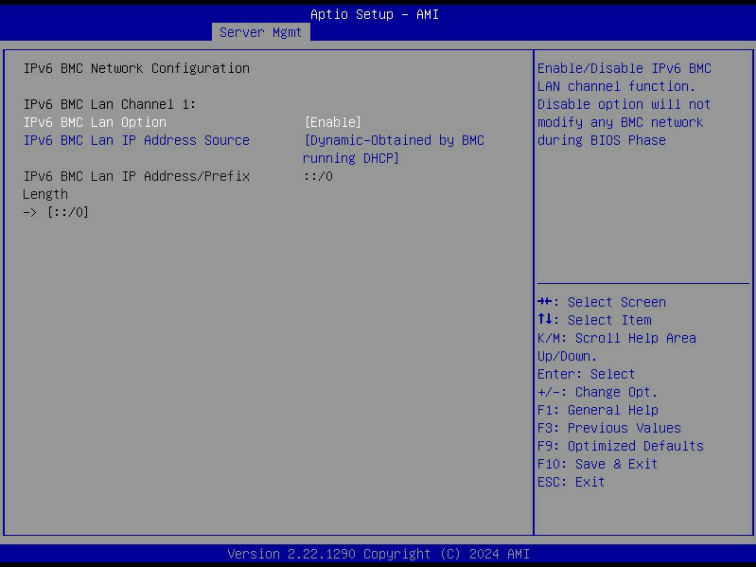 Aptio Setup - AMI
Server Mgmt
IPv6 BMC Network Configuration
IPv6 BMC Lan Channel 1:
IPv6 BMC Lan Option [Enable]
IPv6 BMC Lan IP Address Source [Dynamic-Obtained by BMC
running DHCP]
IPv6 BMC Lan IP Address/Prefix ::/0
Length
-> [::/0]
Enable/Disable IPv6 BMC
LAN channel function.
Disable option will not
modify any BMC network
during BIOS Phase
→←: Select Screen
↑↓: Select Item
K/M: Scroll Help Area
Up/Down.
Enter: Select
+/-: Change Opt.
F1: General Help
F3: Previous Values
F9: Optimized Defaults
F10: Save & Exit
ESC: Exit
Version 2.22.1290 Copyright (C) 2024 AMI